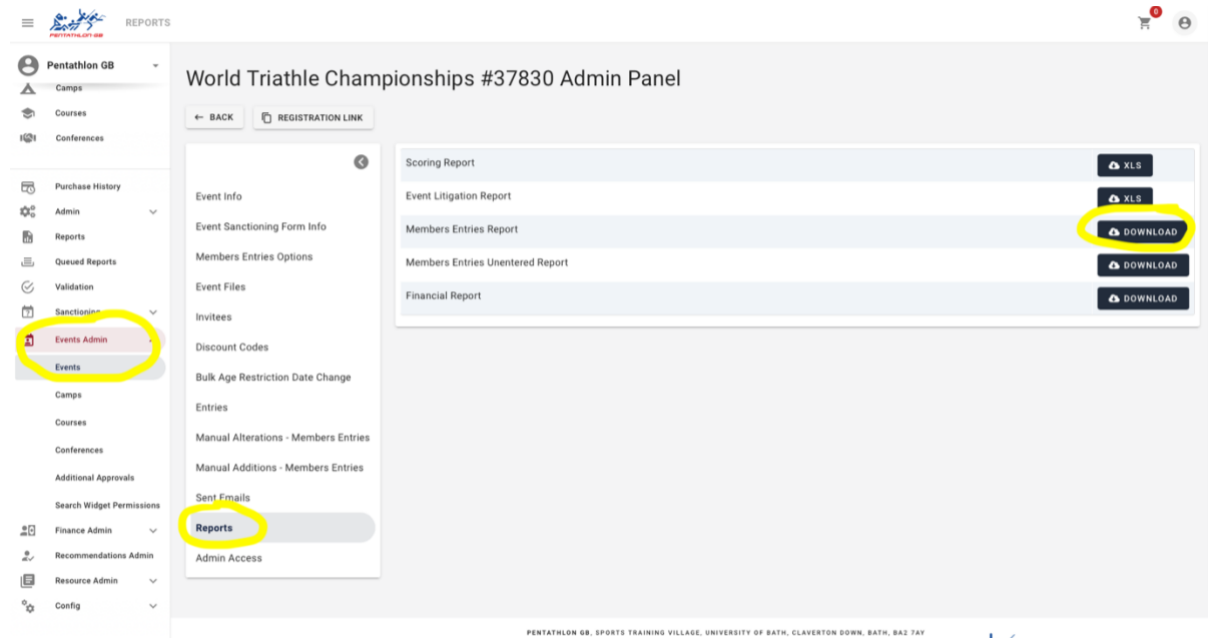 REPORTS
0
PENTATHLON-GB
Pentathlon GB
Camps
Courses
Conferences
Purchase History
Admin
Reports
Queued Reports
Validation
Sanctioning
Events Admin
Events
Camps
Courses
Conferences
Additional Approvals
Search Widget Permissions
Finance Admin
Recommendations Admin
Resource Admin
Config
World Triathle Championships #37830 Admin Panel
BACK
REGISTRATION LINK
Event Info
Event Sanctioning Form Info
Members Entries Options
Event Files
Invitees
Discount Codes
Bulk Age Restriction Date Change
Entries
Manual Alterations - Members Entries
Manual Additions - Members Entries
Sent Emails
Reports
Admin Access
Scoring Report XLS
Event Litigation Report XLS
Members Entries Report DOWNLOAD
Members Entries Unentered Report DOWNLOAD
Financial Report DOWNLOAD
PENTATHLON GB, SPORTS TRAINING VILLAGE, UNIVERSITY OF BATH, CLAVERTON DOWN, BATH, BA2 7AY